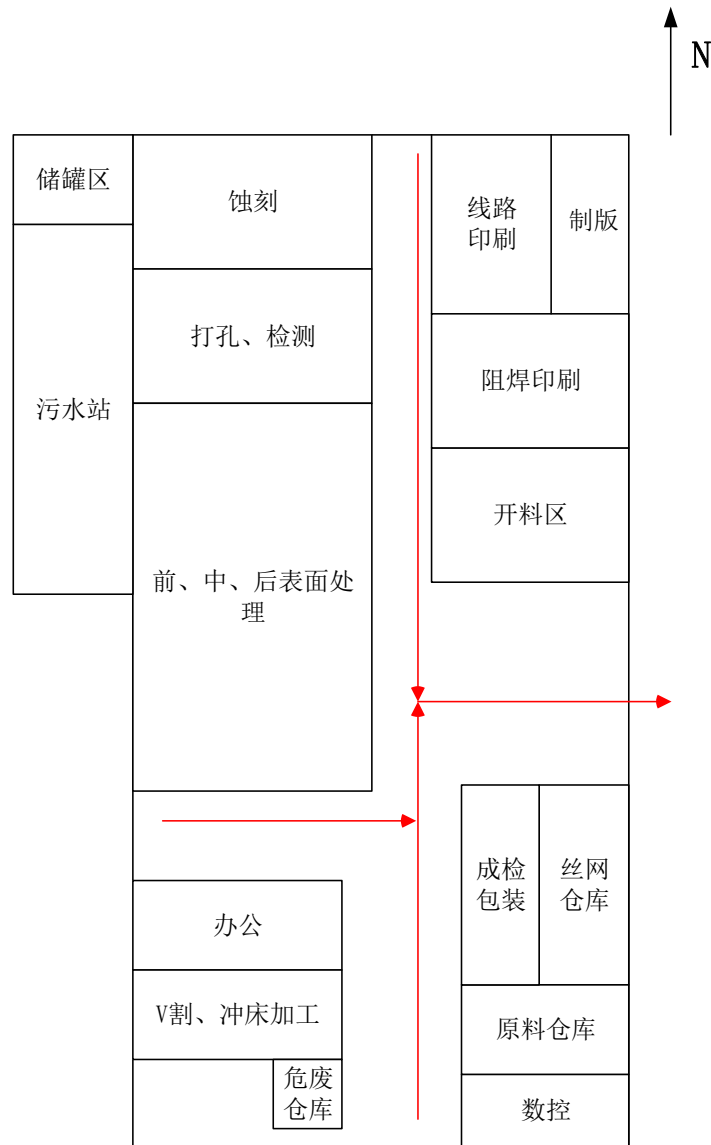 N
储罐区
蚀刻
线路
印刷
制版
打孔、检测
阻焊印刷
污水站
开料区
前、中、后表面处
理
成检
包装
丝网
仓库
办公
V割、冲床加工
原料仓库
危废
仓库
数控